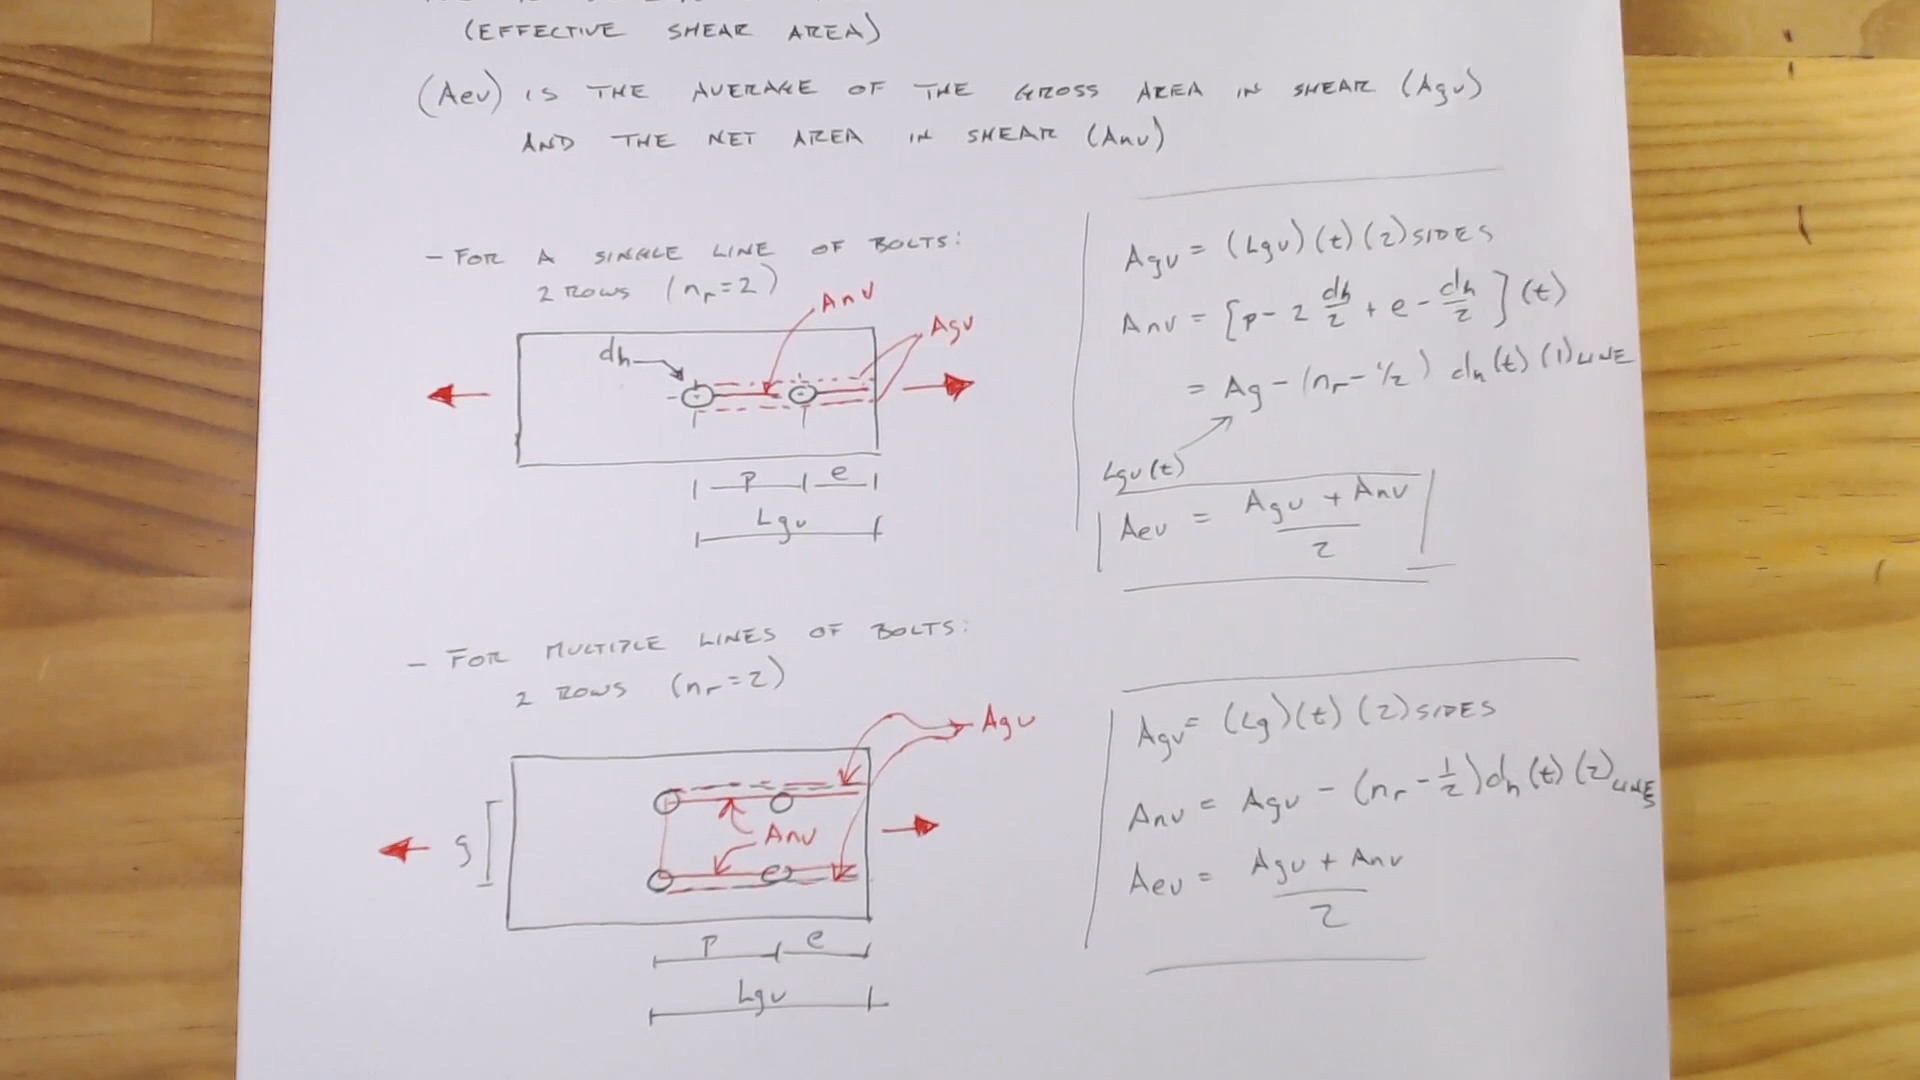 (EFFECTIVE SHEAR AREA)
(Aev) IS THE AVERAGE OF THE GROSS AREA IN SHEAR (Agv)
AND THE NET AREA IN SHEAR (Anv)
- FOR A SINGLE LINE OF BOLTS:
2 ROWS (nr=2)
Anv
Agv
dh
p e
Lgv
Agv = (Lgv)(t)(2) SIDES
Anv = [p - 2 dh/2 + e - dh/2](t)
= Ag - (nr - 1/2) dh (t)(1) LINE
Lgv(t)
Aev = Agv + Anv / 2
- FOR MULTIPLE LINES OF BOLTS:
2 ROWS (nr=2)
Agv
Anv
g
p e
Lgv
Agv = (Lg)(t)(2) SIDES
Anv = Agv - (nr - 1/2) dh (t)(2) LINES
Aev = Agv + Anv / 2